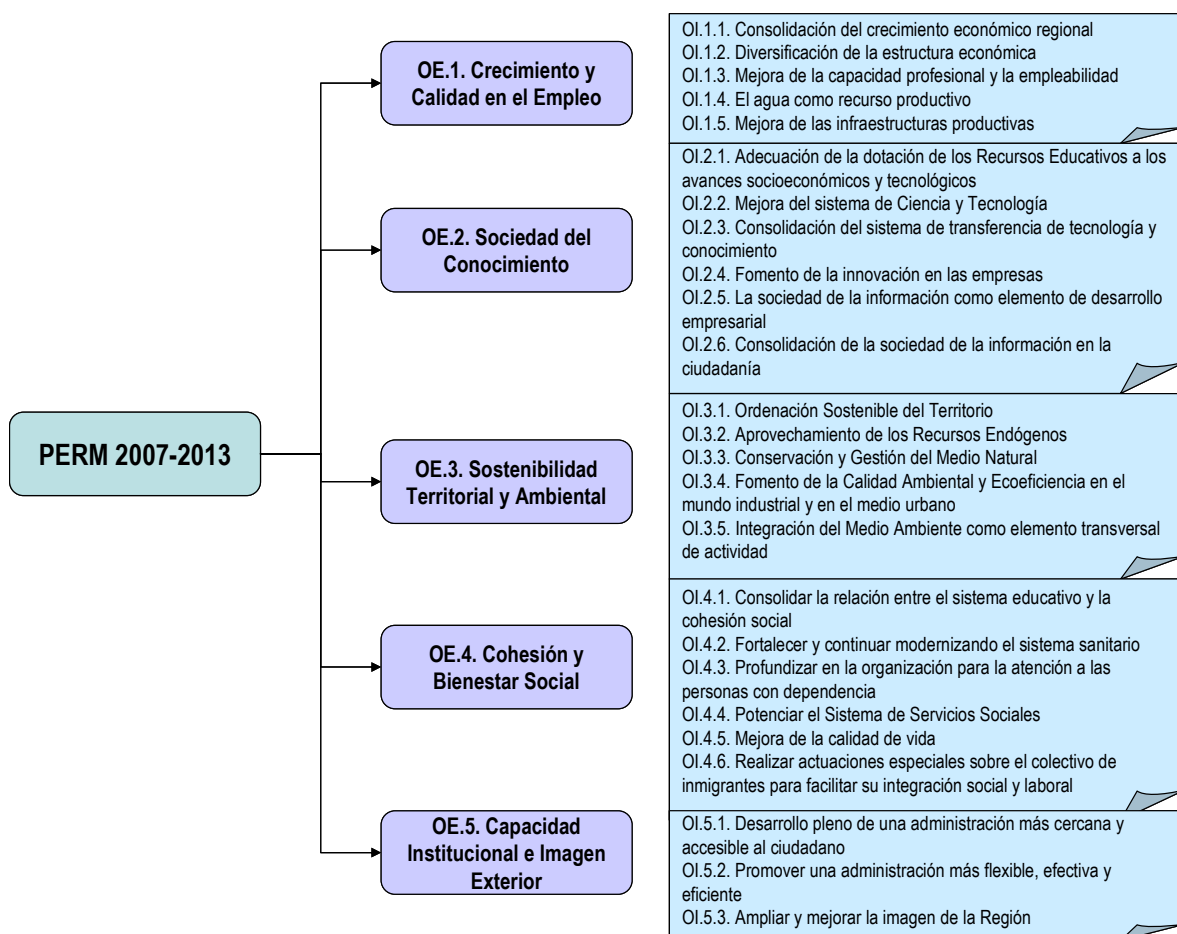 PERM 2007-2013
OE.1. Crecimiento y
Calidad en el Empleo
OI.1.1. Consolidación del crecimiento económico regional
OI.1.2. Diversificación de la estructura económica
OI.1.3. Mejora de la capacidad profesional y la empleabilidad
OI.1.4. El agua como recurso productivo
OI.1.5. Mejora de las infraestructuras productivas
OE.2. Sociedad del
Conocimiento
OI.2.1. Adecuación de la dotación de los Recursos Educativos a los
avances socioeconómicos y tecnológicos
OI.2.2. Mejora del sistema de Ciencia y Tecnología
OI.2.3. Consolidación del sistema de transferencia de tecnología y
conocimiento
OI.2.4. Fomento de la innovación en las empresas
OI.2.5. La sociedad de la información como elemento de desarrollo
empresarial
OI.2.6. Consolidación de la sociedad de la información en la
ciudadanía
OE.3. Sostenibilidad
Territorial y Ambiental
OI.3.1. Ordenación Sostenible del Territorio
OI.3.2. Aprovechamiento de los Recursos Endógenos
OI.3.3. Conservación y Gestión del Medio Natural
OI.3.4. Fomento de la Calidad Ambiental y Ecoeficiencia en el
mundo industrial y en el medio urbano
OI.3.5. Integración del Medio Ambiente como elemento transversal
de actividad
OE.4. Cohesión y
Bienestar Social
OI.4.1. Consolidar la relación entre el sistema educativo y la
cohesión social
OI.4.2. Fortalecer y continuar modernizando el sistema sanitario
OI.4.3. Profundizar en la organización para la atención a las
personas con dependencia
OI.4.4. Potenciar el Sistema de Servicios Sociales
OI.4.5. Mejora de la calidad de vida
OI.4.6. Realizar actuaciones especiales sobre el colectivo de
inmigrantes para facilitar su integración social y laboral
OE.5. Capacidad
Institucional e Imagen
Exterior
OI.5.1. Desarrollo pleno de una administración más cercana y
accesible al ciudadano
OI.5.2. Promover una administración más flexible, efectiva y
eficiente
OI.5.3. Ampliar y mejorar la imagen de la Región